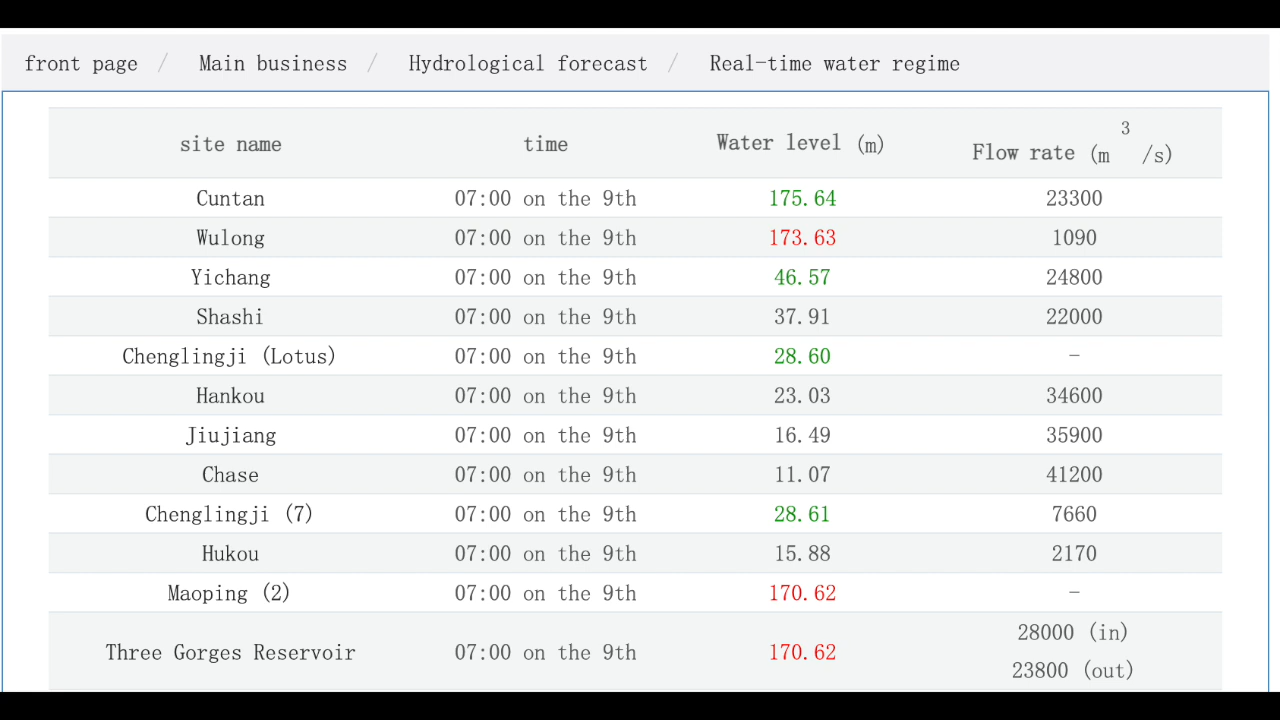 front page / Main business / Hydrological forecast / Real-time water regime
site name time Water level (m) Flow rate (m³/s)
Cuntan 07:00 on the 9th 175.64 23300
Wulong 07:00 on the 9th 173.63 1090
Yichang 07:00 on the 9th 46.57 24800
Shashi 07:00 on the 9th 37.91 22000
Chenglingji (Lotus) 07:00 on the 9th 28.60 -
Hankou 07:00 on the 9th 23.03 34600
Jiujiang 07:00 on the 9th 16.49 35900
Chase 07:00 on the 9th 11.07 41200
Chenglingji (7) 07:00 on the 9th 28.61 7660
Hukou 07:00 on the 9th 15.88 2170
Maoping (2) 07:00 on the 9th 170.62 -
Three Gorges Reservoir 07:00 on the 9th 170.62 28000 (in)
23800 (out)